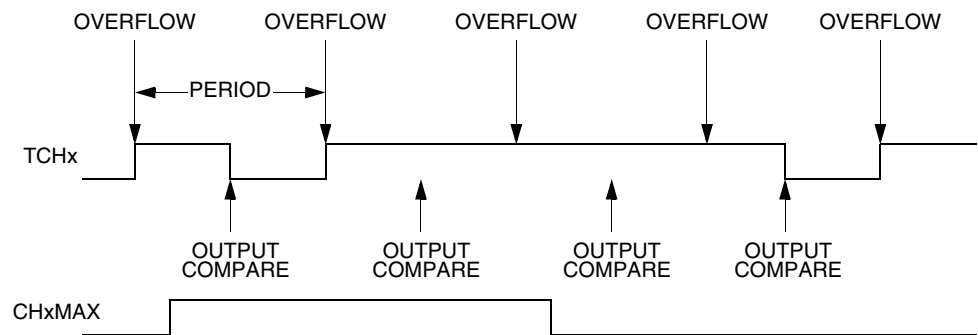 OVERFLOW OVERFLOW OVERFLOW OVERFLOW OVERFLOW
PERIOD
TCHx
OUTPUT COMPARE
OUTPUT COMPARE
OUTPUT COMPARE
OUTPUT COMPARE
CHxMAX